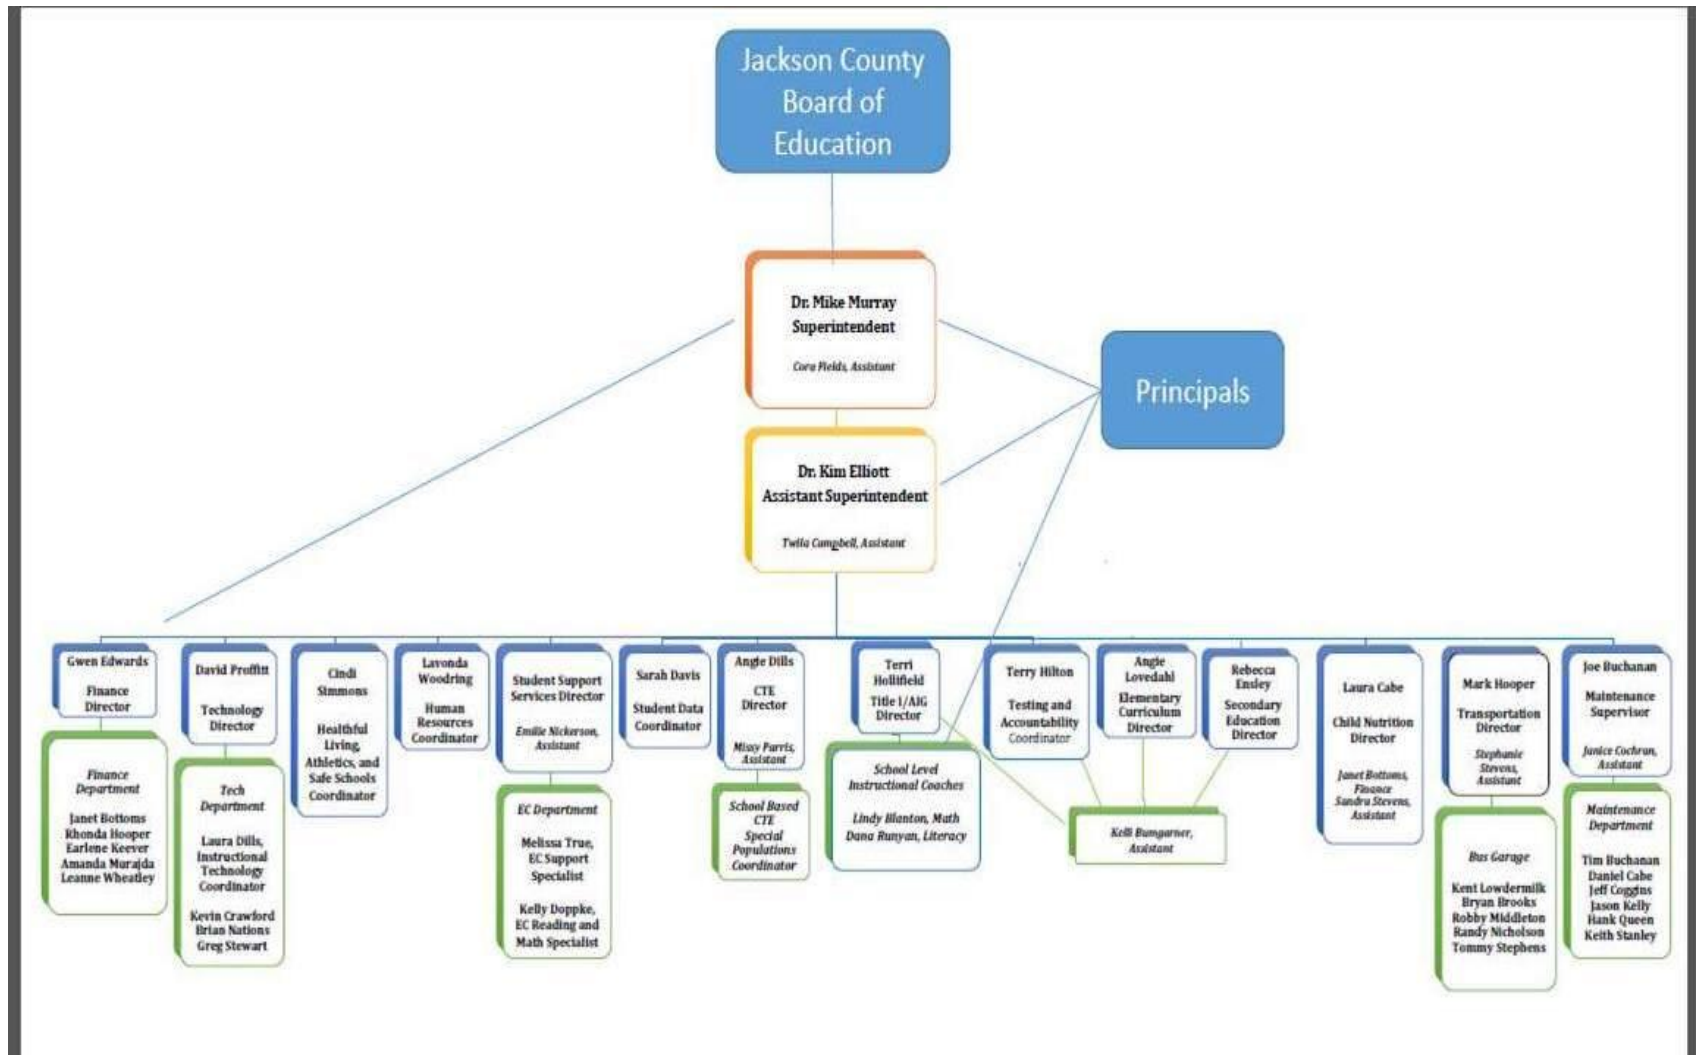 Jackson County
Board of
Education
Dr. Mike Murray
Superintendent
Cora Fields, Assistant
Principals
Dr. Kim Elliott
Assistant Superintendent
Twila Campbell, Assistant
Gwen Edwards
Finance
Director
David Proffitt
Technology
Director
Cindi
Simmons
Healthful
Living,
Athletics, and
Safe Schools
Coordinator
Lavonda
Woodring
Human
Resources
Coordinator
Student Support
Services Director
Emilie Nickerson,
Assistant
Sarah Davis
Student Data
Coordinator
Angie Dills
CTE
Director
Missy Parris,
Assistant
Terri
Hollifield
Title I/AIG
Director
Terry Hilton
Testing and
Accountability
Coordinator
Angie
Lovedahl
Elementary
Curriculum
Director
Rebecca
Ensley
Secondary
Education
Director
Laura Cabe
Child Nutrition
Director
Janet Bottoms,
Finance
Sandra Stevens,
Assistant
Mark Hooper
Transportation
Director
Stephanie
Stevens,
Assistant
Joe Buchanan
Maintenance
Supervisor
Janice Cochran,
Assistant
Finance
Department
Janet Bottoms
Rhonda Hooper
Earlene Keever
Amanda Murajda
Leanne Wheatley
Tech
Department
Laura Dills,
Instructional
Technology
Coordinator
Kevin Crawford
Brian Nations
Greg Stewart
EC Department
Melissa True,
EC Support
Specialist
Kelly Doppke,
EC Reading and
Math Specialist
School Based
CTE
Special
Populations
Coordinator
School Level
Instructional Coaches
Lindy Blanton, Math
Dana Runyan, Literacy
Kelli Bumgarner,
Assistant
Bus Garage
Kent Lowdermilk
Bryan Brooks
Robby Middleton
Randy Nicholson
Tommy Stephens
Maintenance
Department
Tim Buchanan
Daniel Cabe
Jeff Coggins
Jason Kelly
Hank Queen
Keith Stanley